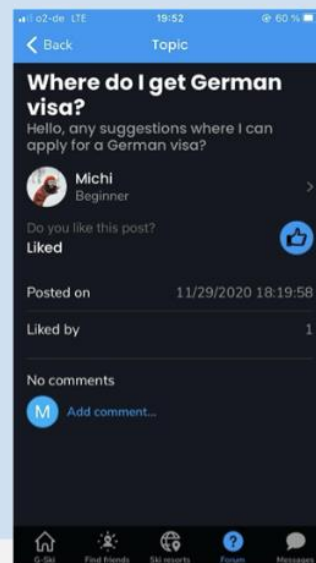 o2-de LTE 19:52 60 %
Back Topic
Where do I get German
visa?
Hello, any suggestions where I can
apply for a German visa?
Michi
Beginner
Do you like this post?
Liked
Posted on 11/29/2020 18:19:58
Liked by 1
No comments
M Add comment...
G-Ski Find friends Ski resorts Forum Messages